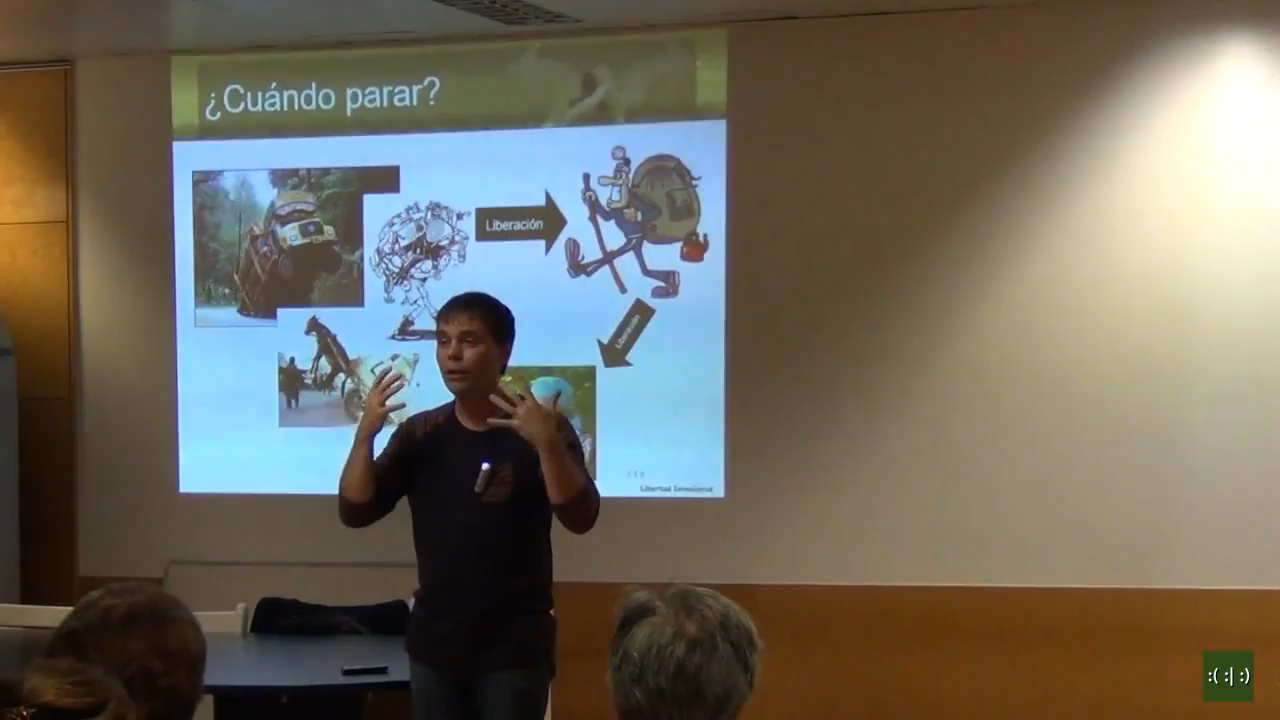 ¿Cuándo parar?
Liberación
Liberación
Libertad Emocional
:( :| :)